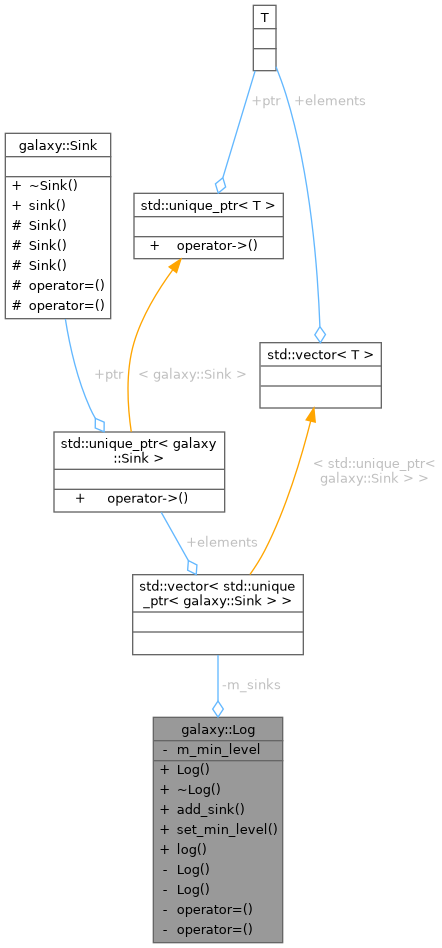 T
+ptr
+elements
galaxy::Sink
+ ~Sink()
+ sink()
# Sink()
# Sink()
# Sink()
# operator=()
# operator=()
std::unique_ptr< T >
+ operator->()
std::vector< T >
+ptr
< galaxy::Sink >
std::unique_ptr< galaxy
::Sink >
+ operator->()
< std::unique_ptr<
galaxy::Sink > >
+elements
std::vector< std::unique
_ptr< galaxy::Sink > >
-m_sinks
galaxy::Log
- m_min_level
+ Log()
+ ~Log()
+ add_sink()
+ set_min_level()
+ log()
- Log()
- Log()
- operator=()
- operator=()